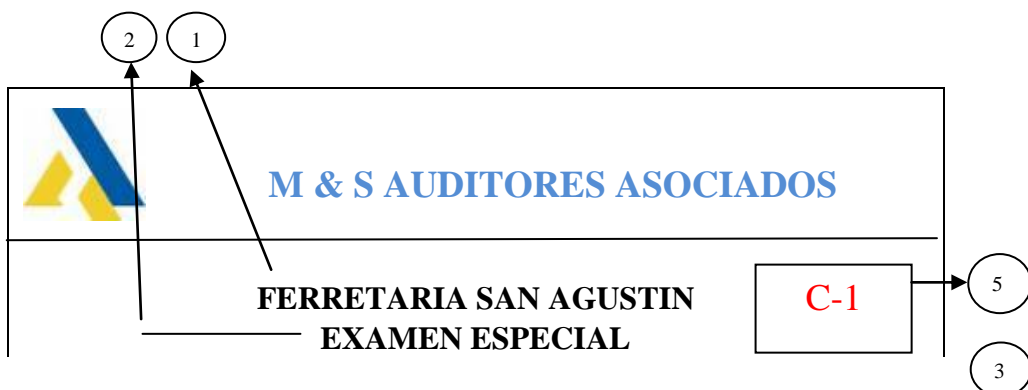 2 1
M & S AUDITORES ASOCIADOS
FERRETARIA SAN AGUSTIN
C-1
5
EXAMEN ESPECIAL
3